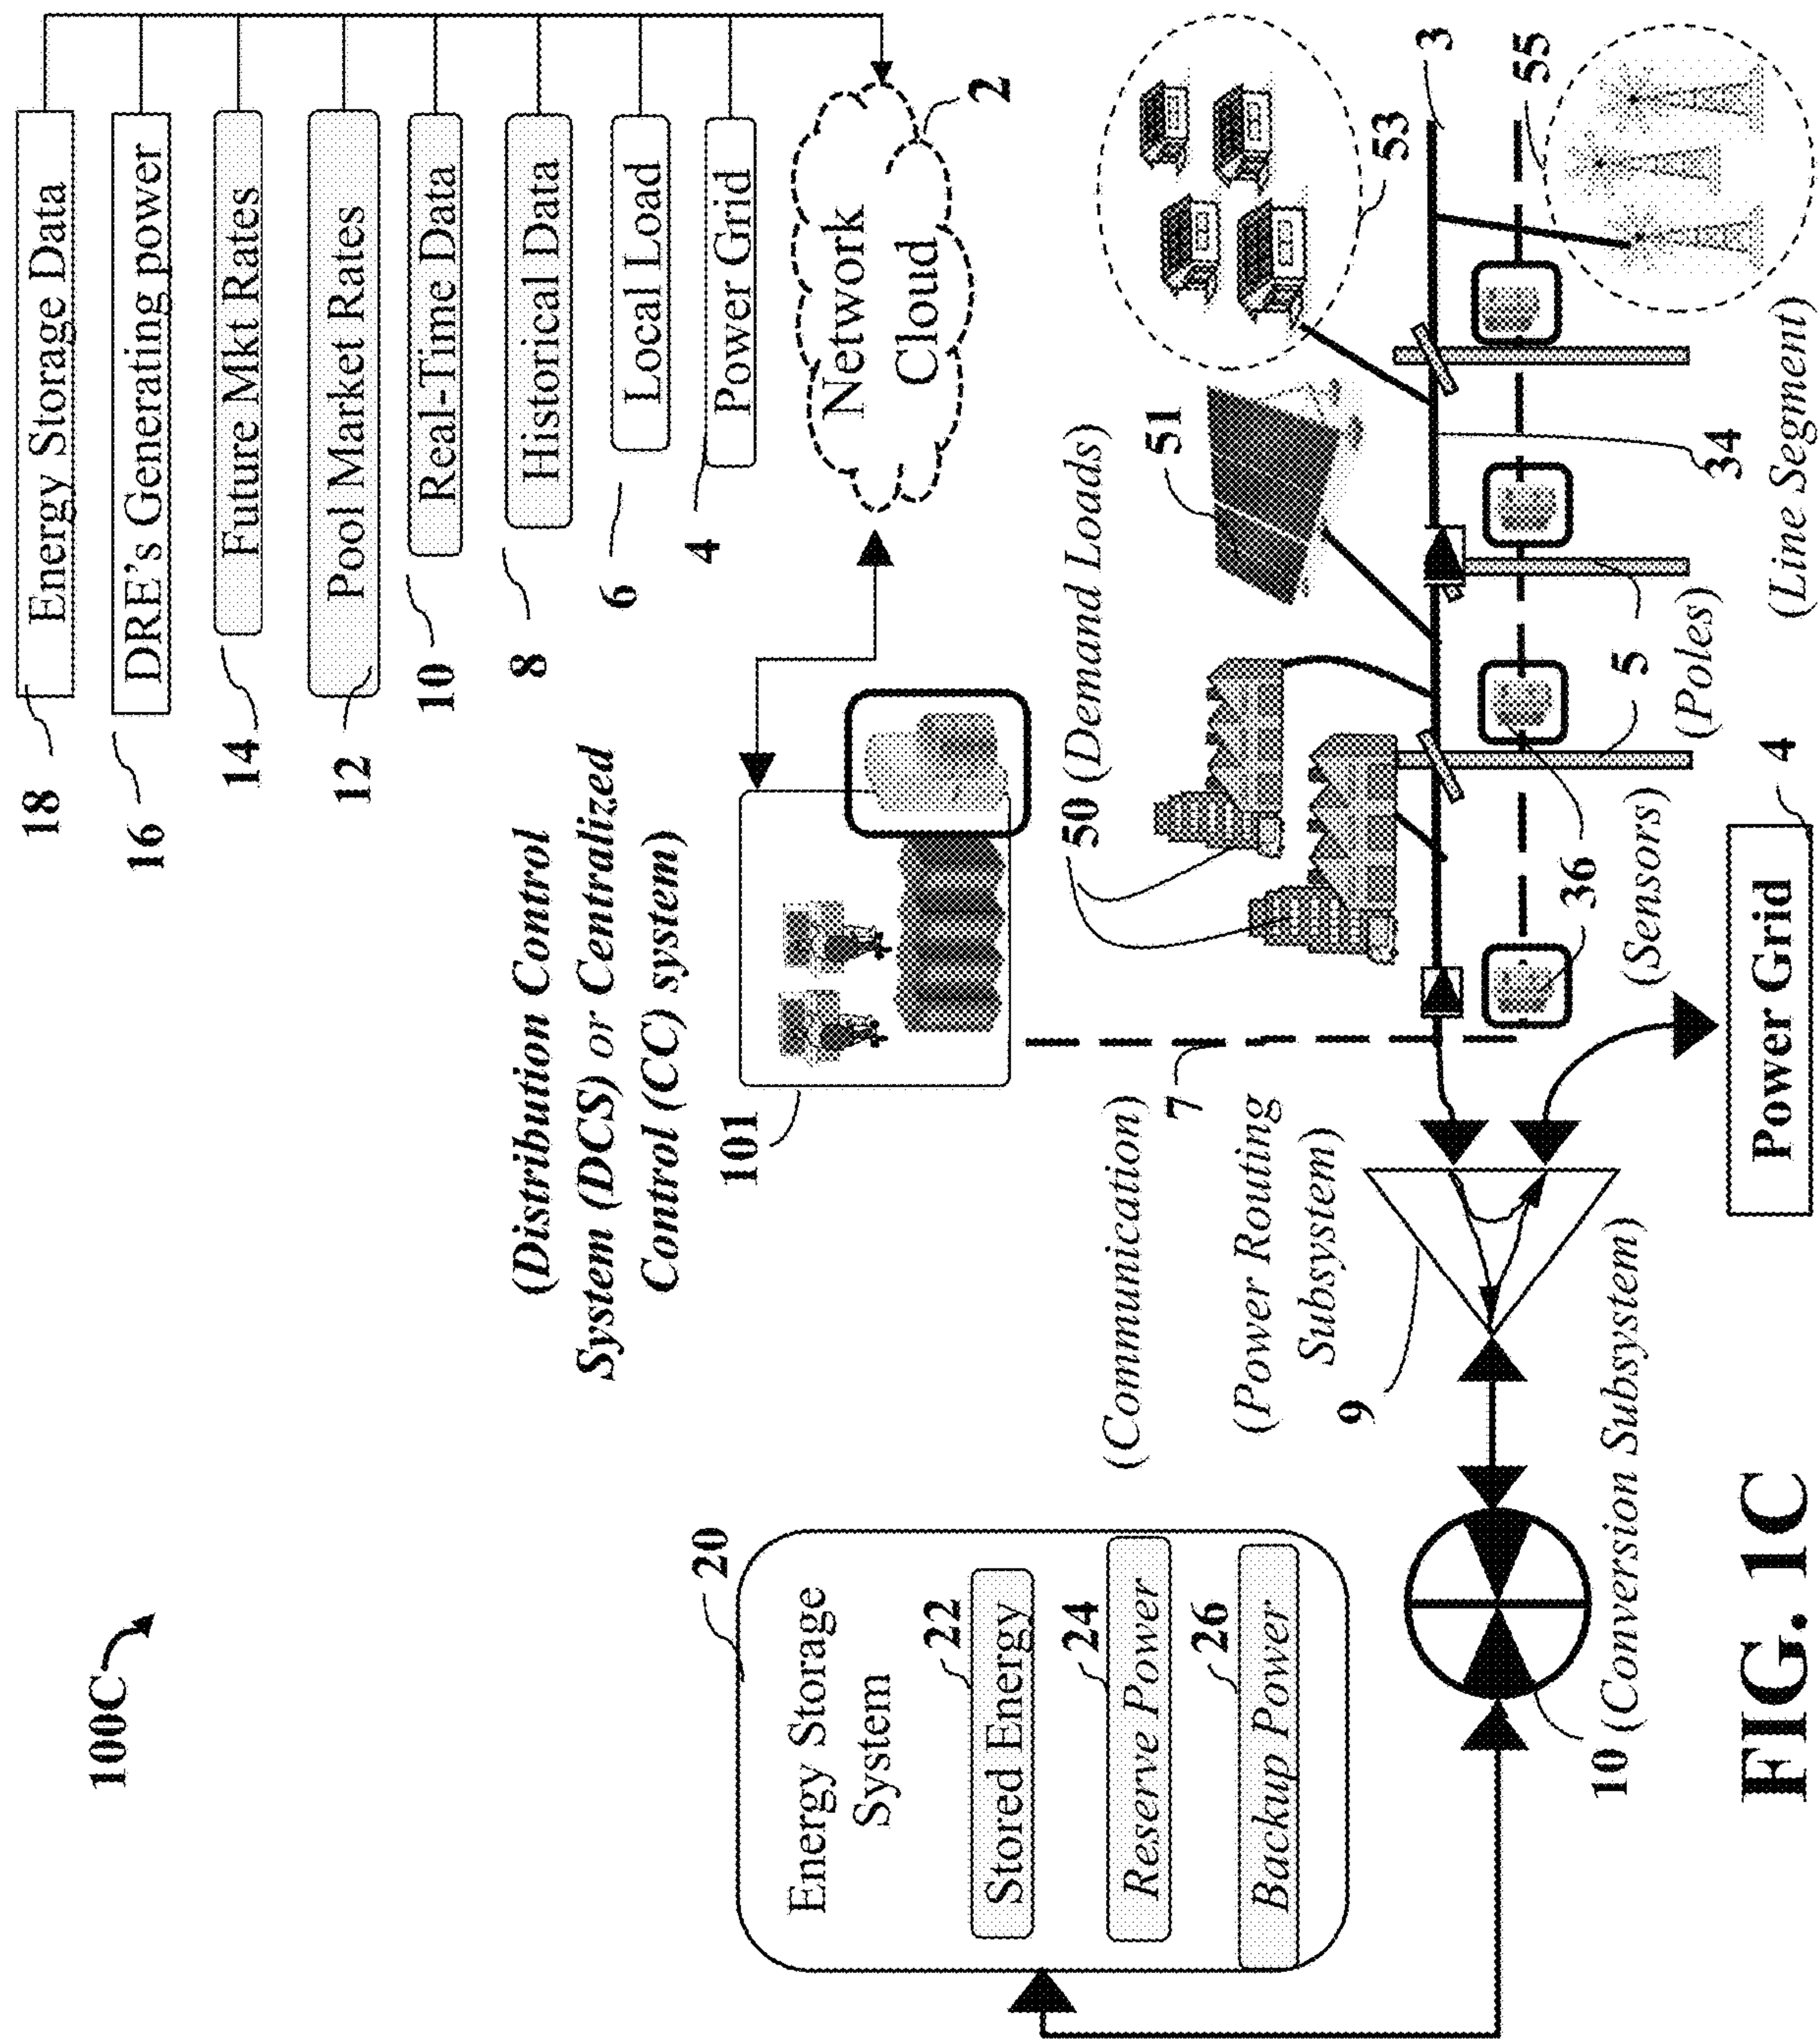 100C
18
Energy Storage Data
16
DRE's Generating power
14
Future Mkt Rates
12
Pool Market Rates
10
Real-Time Data
8
Historical Data
6
Local Load
4
Power Grid
Network
Cloud
2
(Distribution Control
System (DCS) or Centralized
Control (CC) system)
101
20
Energy Storage
System
22
Stored Energy
24
Reserve Power
26
Backup Power
(Communication)
7
(Power Routing
Subsystem)
9
50 (Demand Loads)
51
53
3
55
34
(Line Segment)
5
5
(Poles)
36
(Sensors)
4
Power Grid
10 (Conversion Subsystem)
FIG. 1C